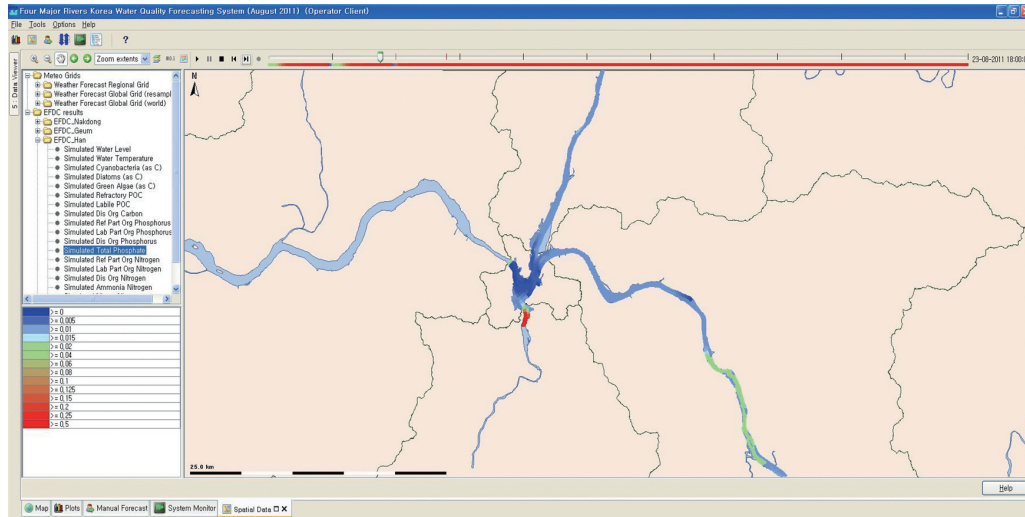 Four Major Rivers Korea Water Quality Forecasting System (August 2011) (Operator Client)
File Tools Options Help
?
Zoom extents
23-08-2011 18:00:0
5 : Data Viewer
Meteo Grids
Weather Forecast Regional Grid
Weather Forecast Global Grid (resampl
Weather Forecast Global Grid (world)
EFDC results
EFDC_Nakdong
EFDC_Geum
EFDC_Han
Simulated Water Level
Simulated Water Temperature
Simulated Cyanobacteria (as C)
Simulated Diatoms (as C)
Simulated Green Algae (as C)
Simulated Refractory POC
Simulated Labile POC
Simulated Dis Org Carbon
Simulated Ref Part Org Phosphorus
Simulated Lab Part Org Phosphorus
Simulated Dis Org Phosphorus
Simulated Total Phosphate
Simulated Ref Part Org Nitrogen
Simulated Lab Part Org Nitrogen
Simulated Dis Org Nitrogen
Simulated Ammonia Nitrogen
>= 0
>= 0,005
>= 0,01
>= 0,015
>= 0,02
>= 0,04
>= 0,06
>= 0,08
>= 0,1
>= 0,125
>= 0,15
>= 0,2
>= 0,25
>= 0,5
N
25.0 km
Help
Map Plots Manual Forecast System Monitor Spatial Data